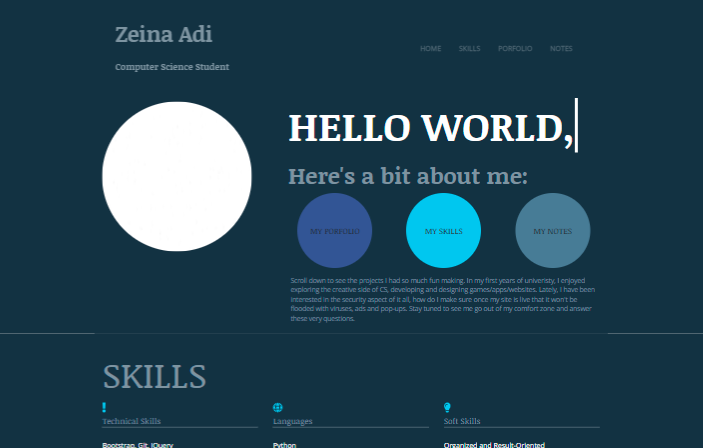 Zeina Adi
Computer Science Student
HOME SKILLS PORFOLIO NOTES
HELLO WORLD,
Here's a bit about me:
MY PORFOLIO
MY SKILLS
MY NOTES
Scroll down to see the projects I had so much fun making. In my first years of univeristy, I enjoyed
exploring the creative side of CS, developing and designing games/apps/websites. Lately, I have been
interested in the security aspect of it all, how do I make sure once my site is live that it won't be
flooded with viruses, ads and pop-ups. Stay tuned to see me go out of my comfort zone and answer
these very questions.
SKILLS
Technical Skills
Languages
Soft Skills
Bootstrap, Git, JQuery
Python
Organized and Result-Oriented